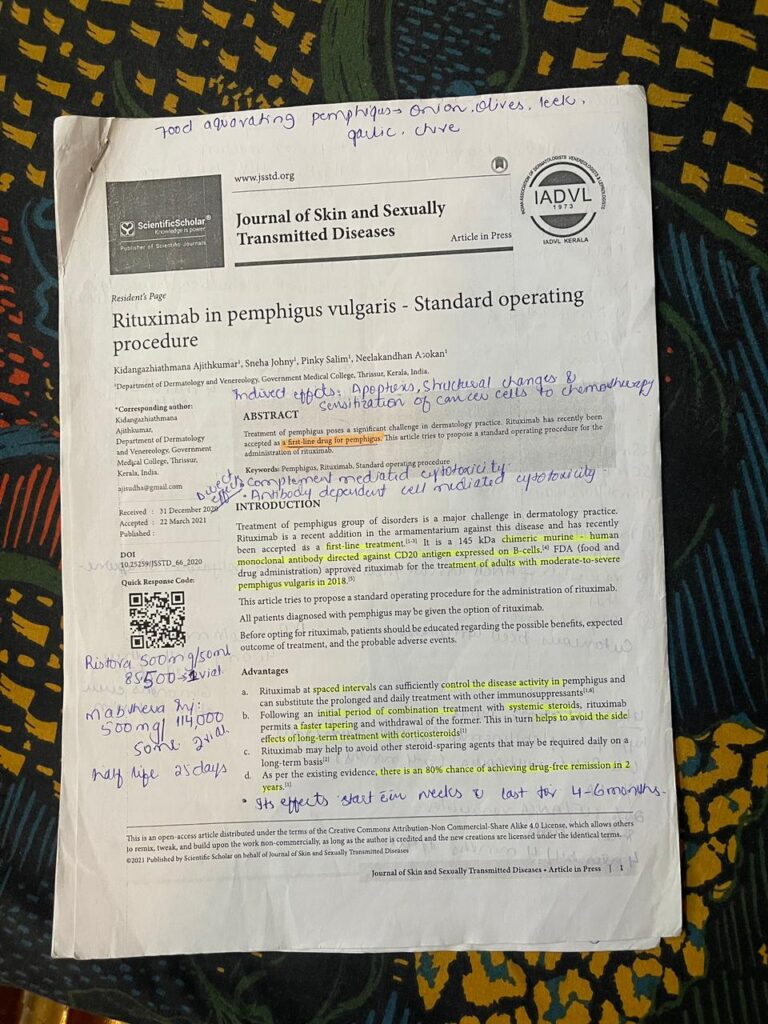 Food aquavating pemphigus → Onion, Olives, leek,
garlic, chive
www.jsstd.org
ScientificScholar®
Knowledge is power
Publisher of Scientific Journals
Journal of Skin and Sexually
Transmitted Diseases
Article in Press
INDIAN ASSOCIATION OF DERMATOLOGISTS VENEREOLOGISTS & LEPROLOGISTS
IADVL
1973
IADVL KERALA
Resident's Page
Rituximab in pemphigus vulgaris - Standard operating
procedure
Kidangazhiathmana Ajithkumar¹, Sneha Johny¹, Pinky Salim¹, Neelakandhan Asokan¹
¹Department of Dermatology and Venereology, Government Medical College, Thrissur, Kerala, India.
Indirect effects: Structural changes &
Sensitization of cancer cells to chemotherapy
*Corresponding author:
Kidangazhiathmana
Ajithkumar,
Department of Dermatology
and Venereology, Government
Medical College, Thrissur,
Kerala, India.
ajisudha@gmail.com
Received : 31 December 2020
Accepted : 22 March 2021
Published :
DOI
10.25259/JSSTD_66_2020
Quick Response Code:
ABSTRACT
Treatment of pemphigus poses a significant challenge in dermatology practice. Rituximab has recently been
accepted as a first-line drug for pemphigus. This article tries to propose a standard operating procedure for the
administration of rituximab.
Keywords: Pemphigus, Rituximab, Standard operating procedure
Direct effects
• Complement mediated cytotoxicity
• Antibody dependent cell mediated cytotoxicity.
INTRODUCTION
Treatment of pemphigus group of disorders is a major challenge in dermatology practice.
Rituximab is a recent addition in the armamentarium against this disease and has recently
been accepted as a first-line treatment.[1-3] It is a 145 kDa chimeric murine - human
monoclonal antibody directed against CD20 antigen expressed on B-cells.[4] FDA (food and
drug administration) approved rituximab for the treatment of adults with moderate-to-severe
pemphigus vulgaris in 2018.[5]
This article tries to propose a standard operating procedure for the administration of rituximab.
All patients diagnosed with pemphigus may be given the option of rituximab.
Before opting for rituximab, patients should be educated regarding the possible benefits, expected
outcome of treatment, and the probable adverse events.
Ristova 500mg/50ml
85500 → 1 vial
Mabtheva Inj:
500mg/ 114,000
50ml 2 vial
half life 25 days
Advantages
a. Rituximab at spaced intervals can sufficiently control the disease activity in pemphigus and
can substitute the prolonged and daily treatment with other immunosuppressants[1,6]
b. Following an initial period of combination treatment with systemic steroids, rituximab
permits a faster tapering and withdrawal of the former. This in turn helps to avoid the side
effects of long-term treatment with corticosteroids[1]
c. Rituximab may help to avoid other steroid-sparing agents that may be required daily on a
long-term basis[2]
d. As per the existing evidence, there is an 80% chance of achieving drug-free remission in 2
years.[1]
• Its effects start in weeks & last for 4-6 months.
This is an open-access article distributed under the terms of the Creative Commons Attribution-Non Commercial-Share Alike 4.0 License, which allows others
to remix, tweak, and build upon the work non-commercially, as long as the author is credited and the new creations are licensed under the identical terms.
©2021 Published by Scientific Scholar on behalf of Journal of Skin and Sexually Transmitted Diseases
Journal of Skin and Sexually Transmitted Diseases • Article in Press | 1